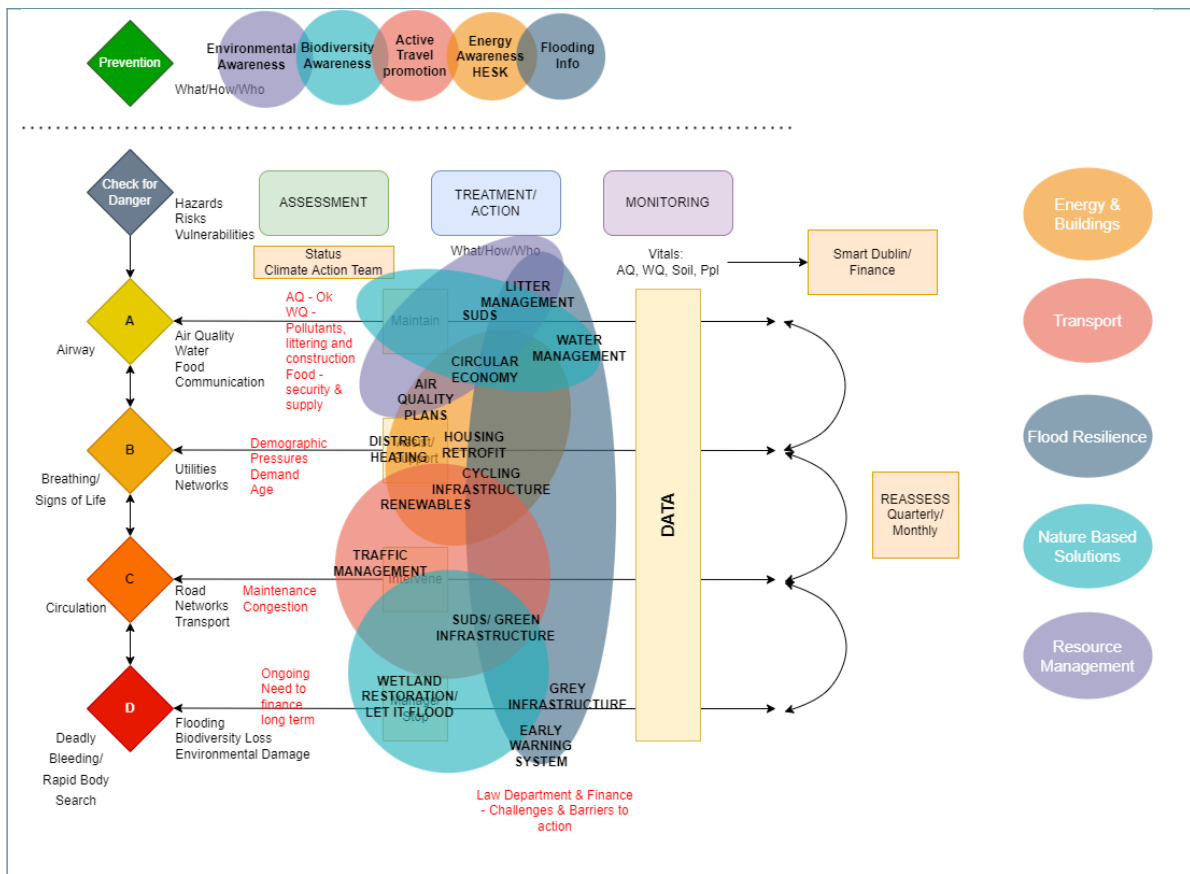 Prevention
What/How/Who
Environmental
Awareness
Biodiversity
Awareness
Active
Travel
promotion
Energy
Awareness
HESK
Flooding
Info
Check for
Danger
Hazards
Risks
Vulnerabilities
ASSESSMENT
TREATMENT/
ACTION
MONITORING
Status
Climate Action Team
What/How/Who
Vitals:
AQ, WQ, Soil, Ppl
Smart Dublin/
Finance
A
Airway
Air Quality
Water
Food
Communication
AQ - Ok
WQ -
Pollutants,
littering and
construction
Food -
security &
supply
Maintain
LITTER
MANAGEMENT
SUDS
WATER
MANAGEMENT
CIRCULAR
ECONOMY
AIR
QUALITY
PLANS
B
Breathing/
Signs of Life
Utilities
Networks
Demographic
Pressures
Demand
Age
DISTRICT
HEATING
HOUSING
RETROFIT
CYCLING
INFRASTRUCTURE
RENEWABLES
DATA
REASSESS
Quarterly/
Monthly
C
Circulation
Road
Networks
Transport
Maintenance
Congestion
TRAFFIC
MANAGEMENT
Intervene
SUDS/ GREEN
INFRASTRUCTURE
D
Deadly
Bleeding/
Rapid Body
Search
Flooding
Biodiversity Loss
Environmental Damage
Ongoing
Need to
finance
long term
WETLAND
RESTORATION/
LET IT FLOOD
Stop
GREY
INFRASTRUCTURE
EARLY
WARNING
SYSTEM
Law Department & Finance
- Challenges & Barriers to
action
Energy &
Buildings
Transport
Flood Resilience
Nature Based
Solutions
Resource
Management